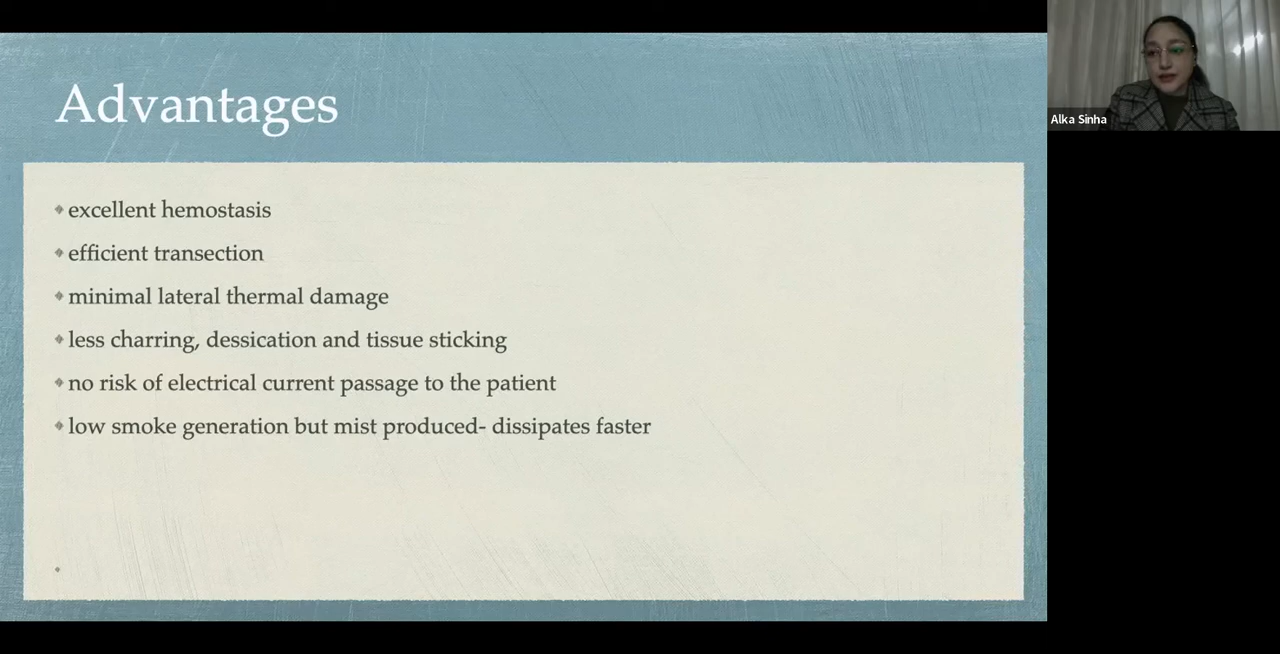 Advantages
excellent hemostasis
efficient transection
minimal lateral thermal damage
less charring, dessication and tissue sticking
no risk of electrical current passage to the patient
low smoke generation but mist produced- dissipates faster
Alka Sinha